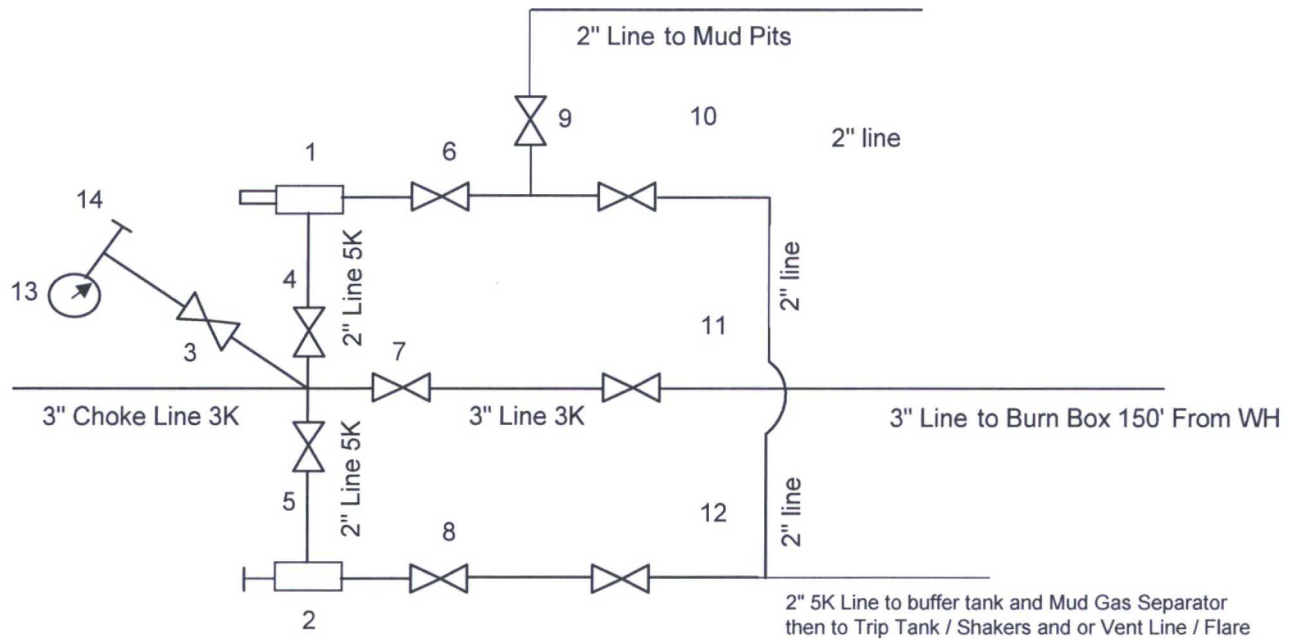 2" Line to Mud Pits
9
10
2" line
1
6
14
13
3
4
2" Line 5K
2" line
7
11
3" Choke Line 3K
3" Line 3K
3" Line to Burn Box 150' From WH
5
2" Line 5K
8
12
2" line
2
2" 5K Line to buffer tank and Mud Gas Separator
then to Trip Tank / Shakers and or Vent Line / Flare